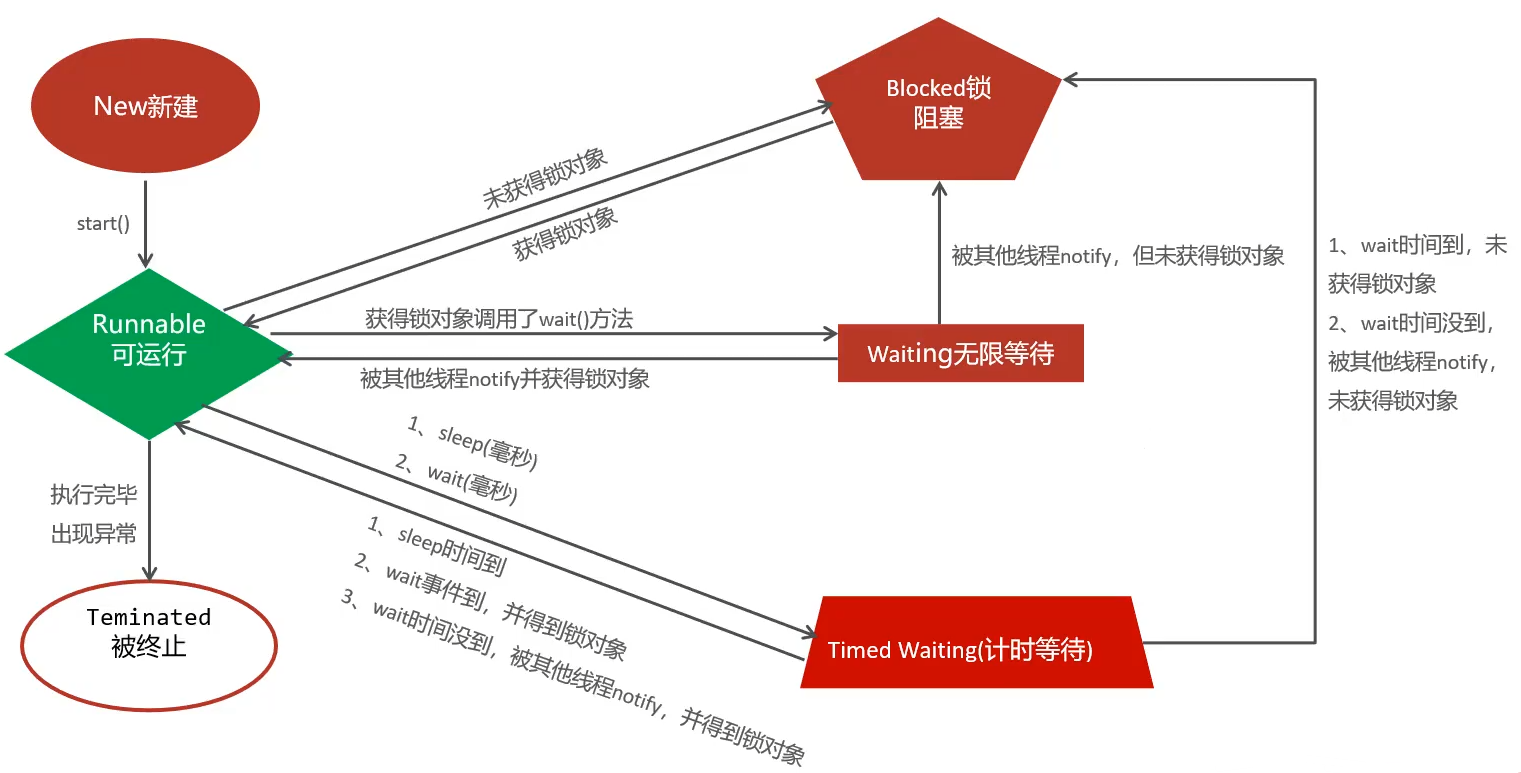 New新建
start()
Runnable
可运行
执行完毕
出现异常
Teminated
被终止
Blocked锁
阻塞
未获得锁对象
获得锁对象
被其他线程notify，但未获得锁对象
获得锁对象调用了wait()方法
Waiting无限等待
被其他线程notify并获得锁对象
1、sleep(毫秒)
2、wait(毫秒)
1、sleep时间到
2、wait事件到，并得到锁对象
3、wait时间没到，被其他线程notify，并得到锁对象
Timed Waiting(计时等待)
1、wait时间到，未
获得锁对象
2、wait时间没到，
被其他线程notify，
未获得锁对象